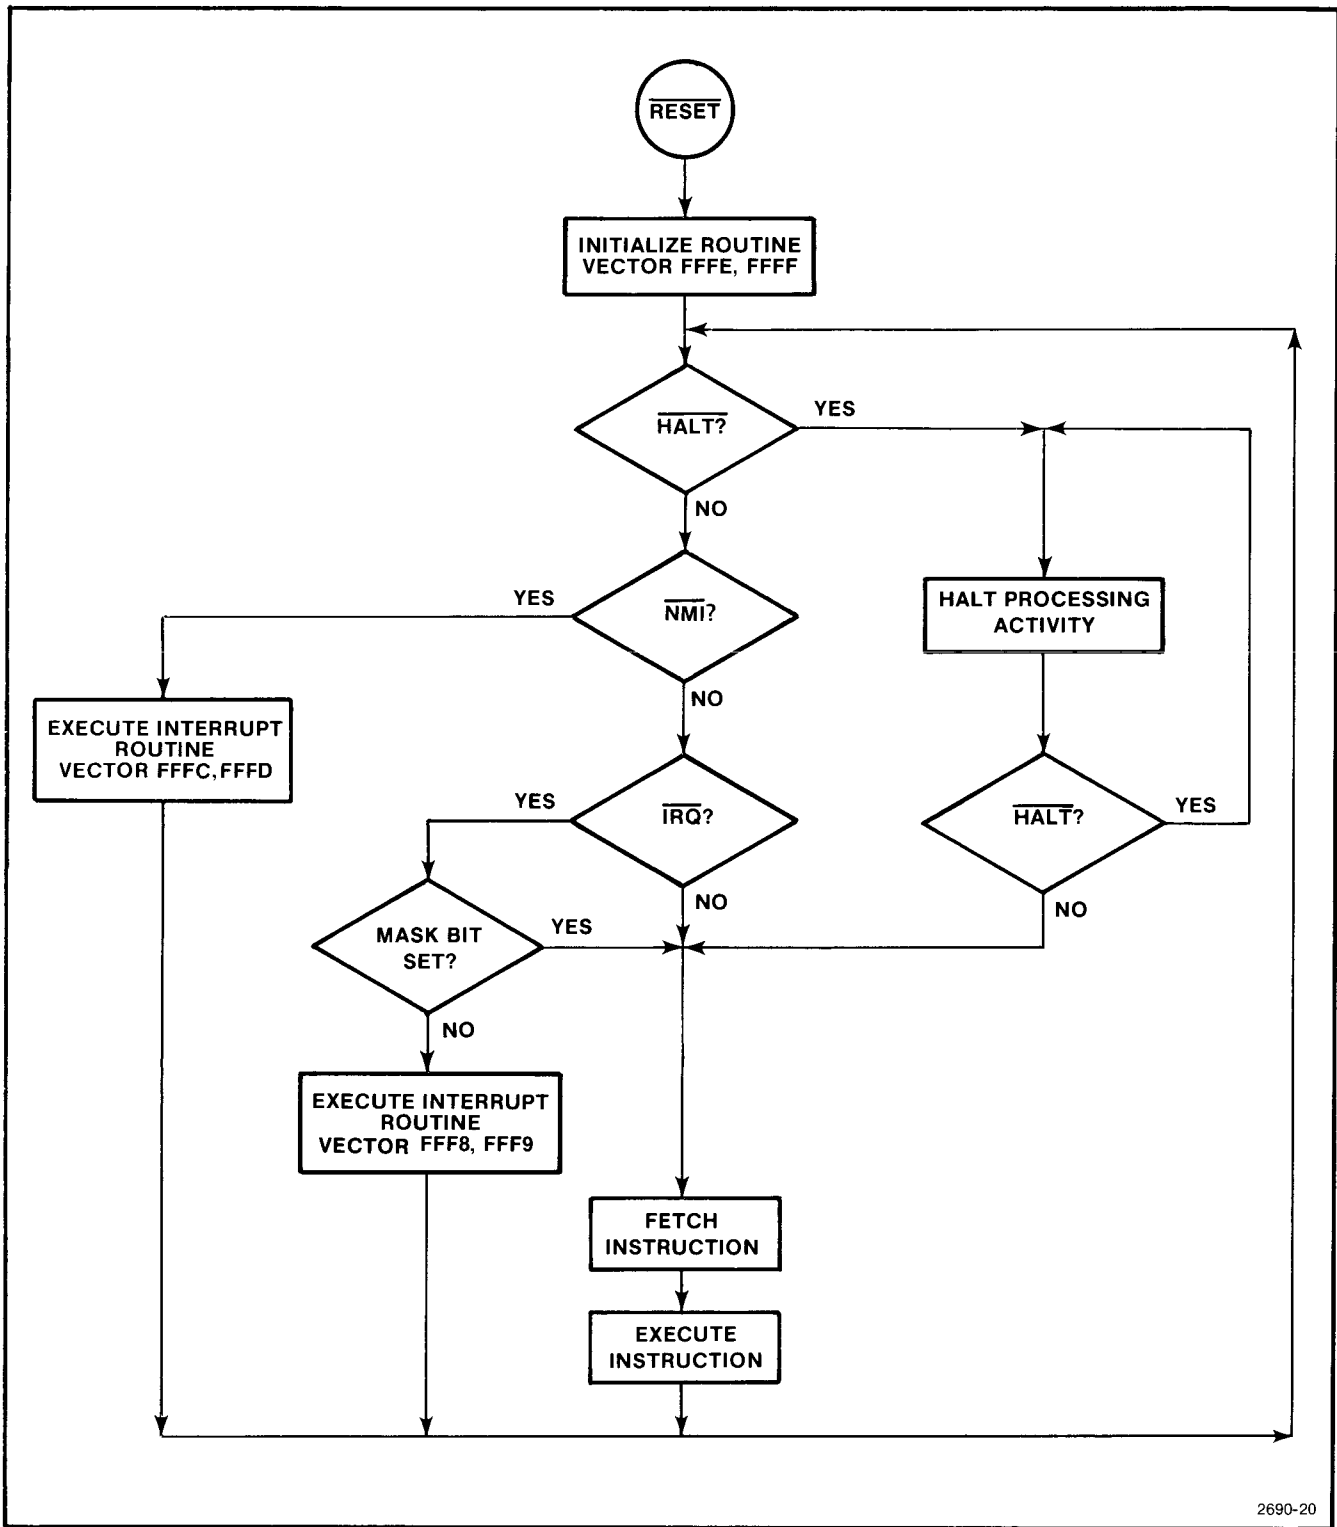 RESET
INITIALIZE ROUTINE
VECTOR FFFE, FFFF
HALT?
YES
NO
NMI?
YES
NO
HALT PROCESSING
ACTIVITY
EXECUTE INTERRUPT
ROUTINE
VECTOR FFFC, FFFD
IRQ?
YES
NO
HALT?
YES
NO
MASK BIT
SET?
YES
NO
EXECUTE INTERRUPT
ROUTINE
VECTOR FFF8, FFF9
FETCH
INSTRUCTION
EXECUTE
INSTRUCTION
2690-20